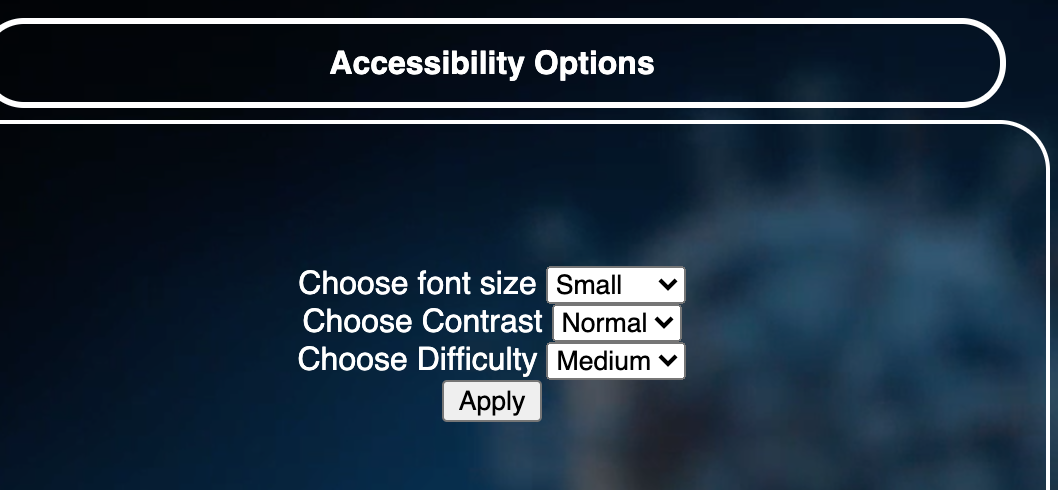 Accessibility Options
Choose font size Small
Choose Contrast Normal
Choose Difficulty Medium
Apply